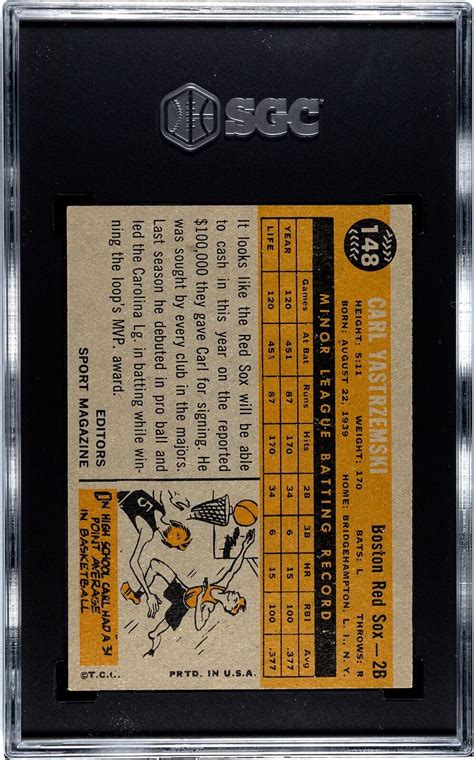 SGC
148
CARL YASTRZEMSKI Boston Red Sox — 2B
HEIGHT: 5:11 WEIGHT: 170 BATS: L THROWS: R
BORN: AUGUST 22, 1939 HOME: BRIDGEHAMPTON, L. I., N. Y.
MINOR LEAGUE BATTING RECORD
Games At Bat Runs Hits 2B 3B HR RBI Avg
YEAR 120 451 87 170 34 6 15 100 .377
LIFE 120 451 87 170 34 6 15 100 .377
It looks like the Red Sox will be able
to cash in this year on the reported
$100,000 they gave Carl for signing. He
was sought by every club in the majors.
Last season he debuted in pro ball and
led the Carolina Lg. in batting while win-
ning the loop's MVP. award.
EDITORS
SPORT MAGAZINE
5
IN HIGH SCHOOL CARL HAD A 31
POINT AVERAGE
IN BASKETBALL
©T.C.G. PRTD. IN U.S.A.